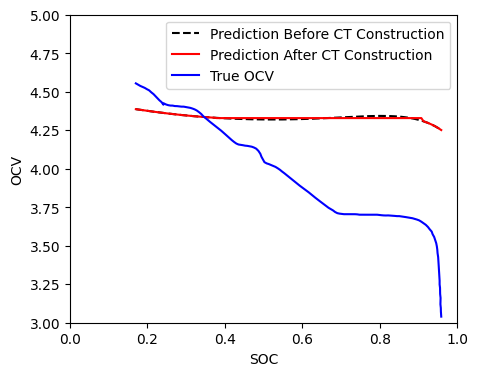 Prediction Before CT Construction
Prediction After CT Construction
True OCV
OCV
5.00
4.75
4.50
4.25
4.00
3.75
3.50
3.25
3.00
0.0 0.2 0.4 0.6 0.8 1.0
SOC